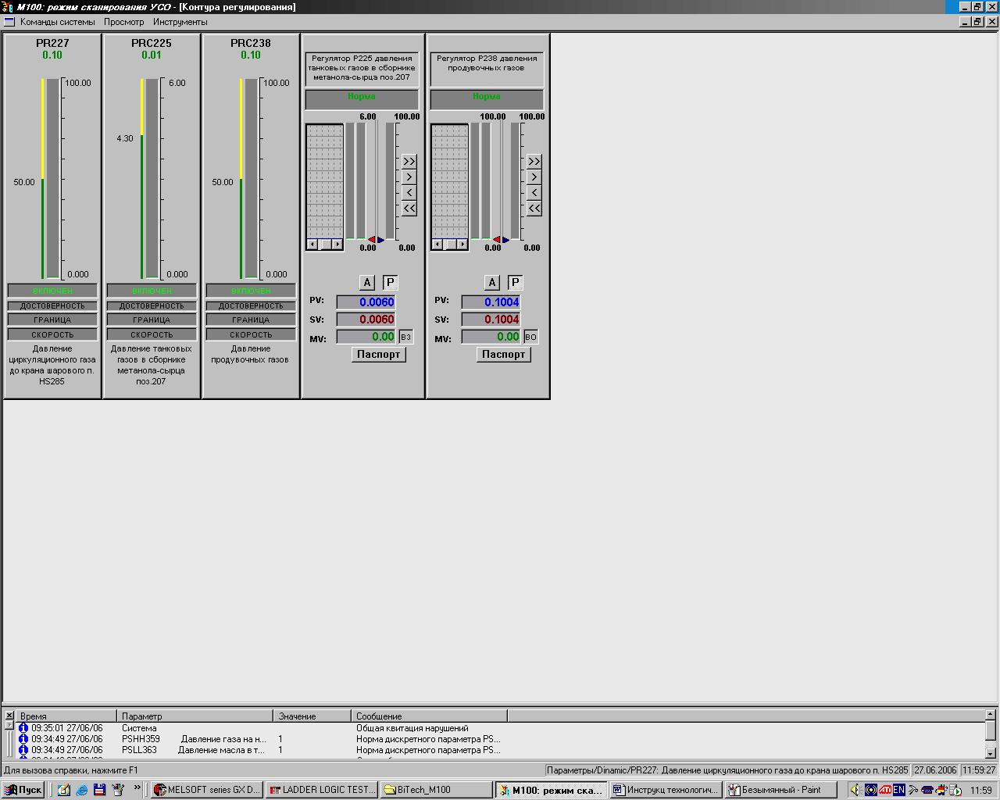 М100: режим сканирования УСО - [Контура регулирования]
Команды системы Просмотр Инструменты
PR227
0.10
100.00
50.00
0.000
ВКЛЮЧЕН
ДОСТОВЕРНОСТЬ
ГРАНИЦА
СКОРОСТЬ
Давление
циркуляционного газа
до крана шарового п.
HS285
PRC225
0.01
6.00
4.30
0.000
ВКЛЮЧЕН
ДОСТОВЕРНОСТЬ
ГРАНИЦА
СКОРОСТЬ
Давление танковых
газов в сборнике
метанола-сырца
поз.207
PRC238
0.10
100.00
50.00
0.000
ВКЛЮЧЕН
ДОСТОВЕРНОСТЬ
ГРАНИЦА
СКОРОСТЬ
Давление
продувочных газов
Регулятор P225 давления
танковых газов в сборнике
метанола-сырца поз.207
Норма
6.00 100.00
>>
>
<
<<
0.00 0.00
А Р
PV: 0.0060
SV: 0.0060
MV: 0.00 ВЗ
Паспорт
Регулятор P238 давления
продувочных газов
Норма
100.00 100.00
>>
>
<
<<
0.00 0.00
А Р
PV: 0.1004
SV: 0.1004
MV: 0.00 ВО
Паспорт
Время Параметр Значение Сообщение
09:35:01 27/06/06 Система Общая квитация нарушений
09:34:49 27/06/06 PSHH359 Давление газа на н... 1 Норма дискретного параметра PS...
09:34:49 27/06/06 PSLL363 Давление масла в т... 1 Норма дискретного параметра PS...
Для вызова справки, нажмите F1 Параметры/Dinamic/PR227: Давление циркуляционного газа до крана шарового п. HS285 27.06.2006 11:59:27
Пуск » MELSOFT series GX D... LADDER LOGIC TEST... BiTech_M100 М100: режим ска... Инструкц технологич... Безымянный - Paint EN 11:59